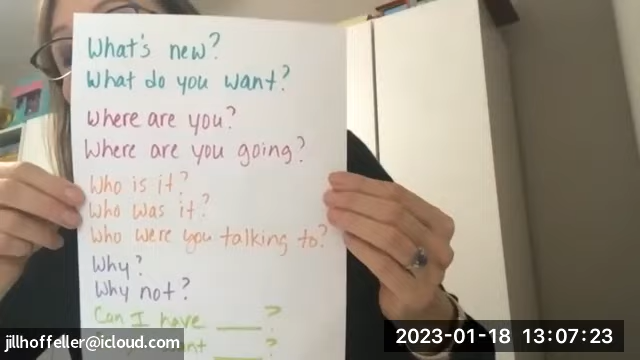 What's new?
What do you want?
Where are you?
Where are you going?
Who is it?
Who was it?
Who were you talking to?
Why?
Why not?
Can I have ___?
want ___?
jillhoffeller@icloud.com
2023-01-18 13:07:23